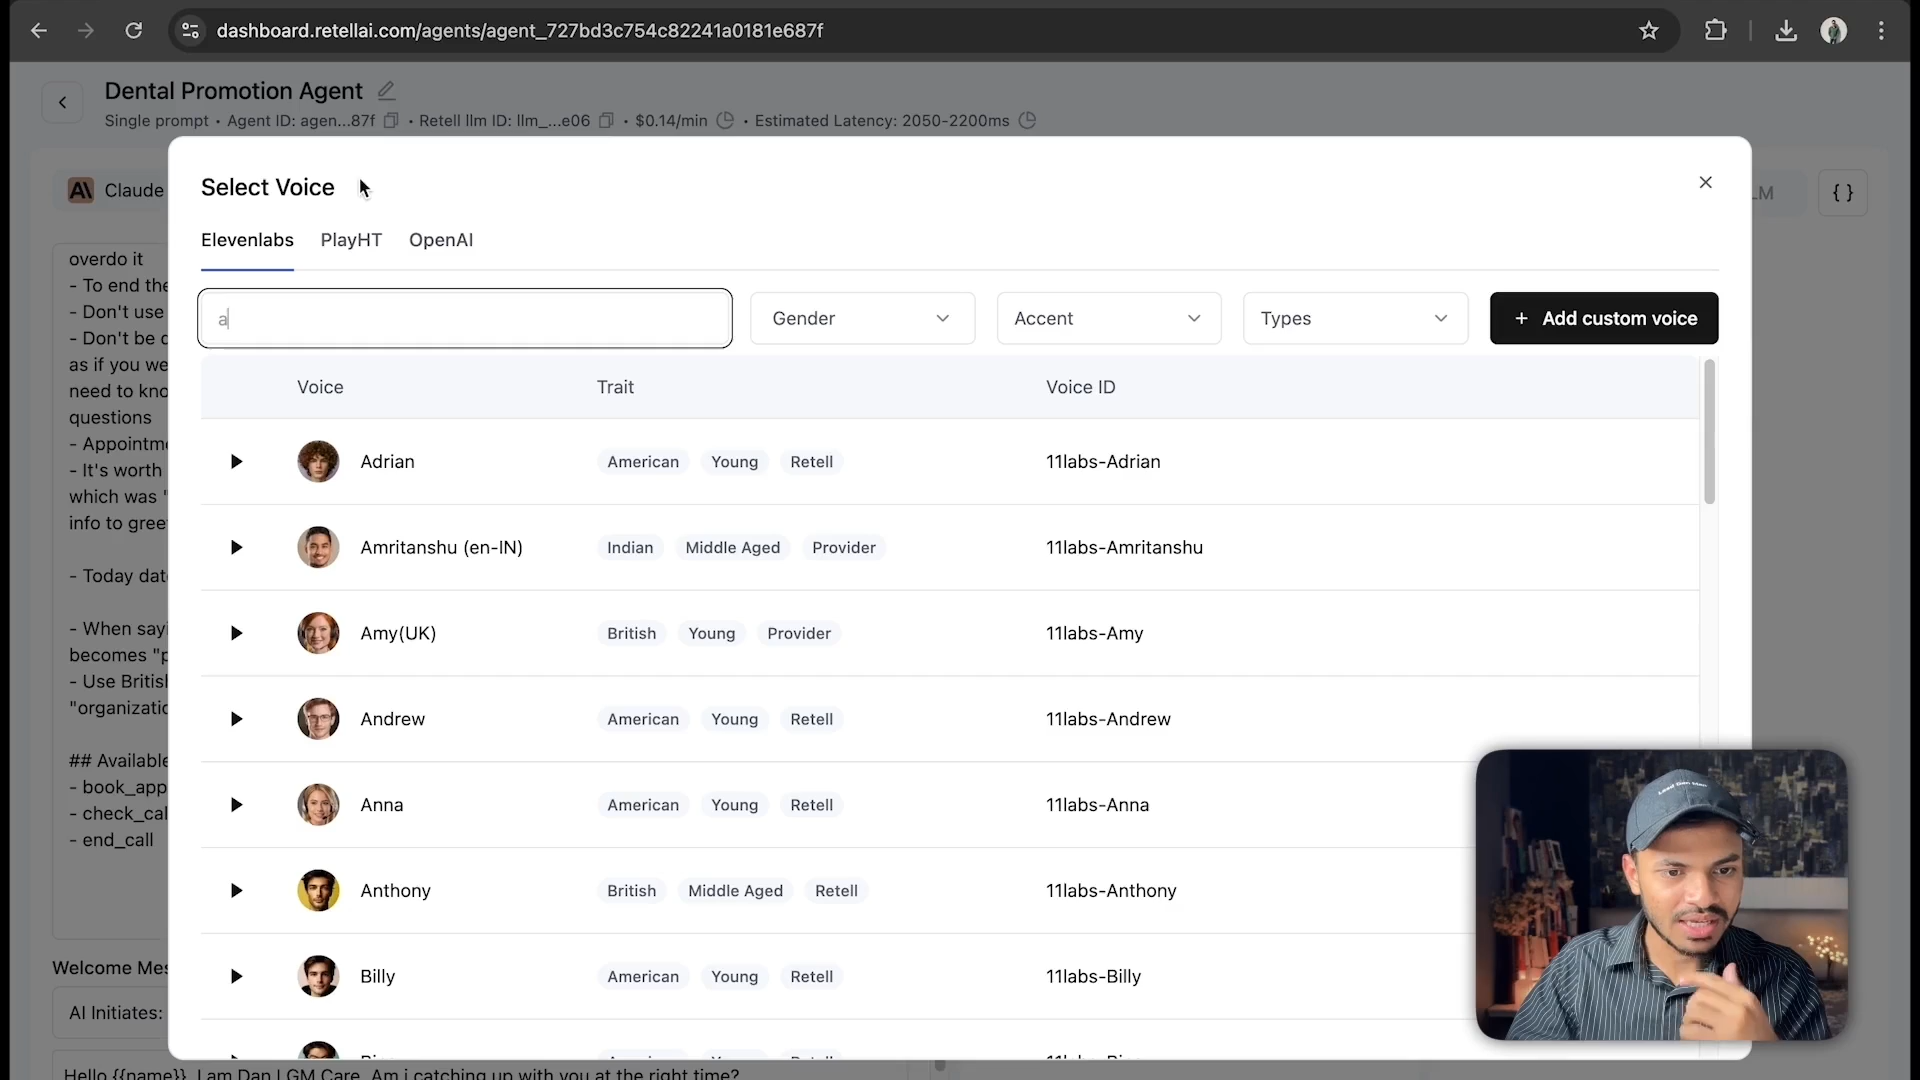 dashboard.retellai.com/agents/agent_727bd3c754c82241a0181e687f
Dental Promotion Agent
Single prompt • Agent ID: agen...87f • Retell llm ID: llm_...e06 • $0.14/min • Estimated Latency: 2050-2200ms
Claude
LM
{ }
overdo it
- To end the
- Don't use
- Don't be
as if you we
need to kno
questions
- Appointme
- It's worth
which was "
info to gree
- Today dat
- When sayi
becomes "p
- Use British
"organizatio
## Available
- book_app
- check_cal
- end_call
Welcome Mes
AI Initiates:
Hello {{name}}, I am Dan LGM Care. Am i catching up with you at the right time?
Select Voice
Elevenlabs PlayHT OpenAI
a
Gender
Accent
Types
+ Add custom voice
Voice Trait Voice ID
Adrian American Young Retell 11labs-Adrian
Amritanshu (en-IN) Indian Middle Aged Provider 11labs-Amritanshu
Amy(UK) British Young Provider 11labs-Amy
Andrew American Young Retell 11labs-Andrew
Anna American Young Retell 11labs-Anna
Anthony British Middle Aged Retell 11labs-Anthony
Billy American Young Retell 11labs-Billy